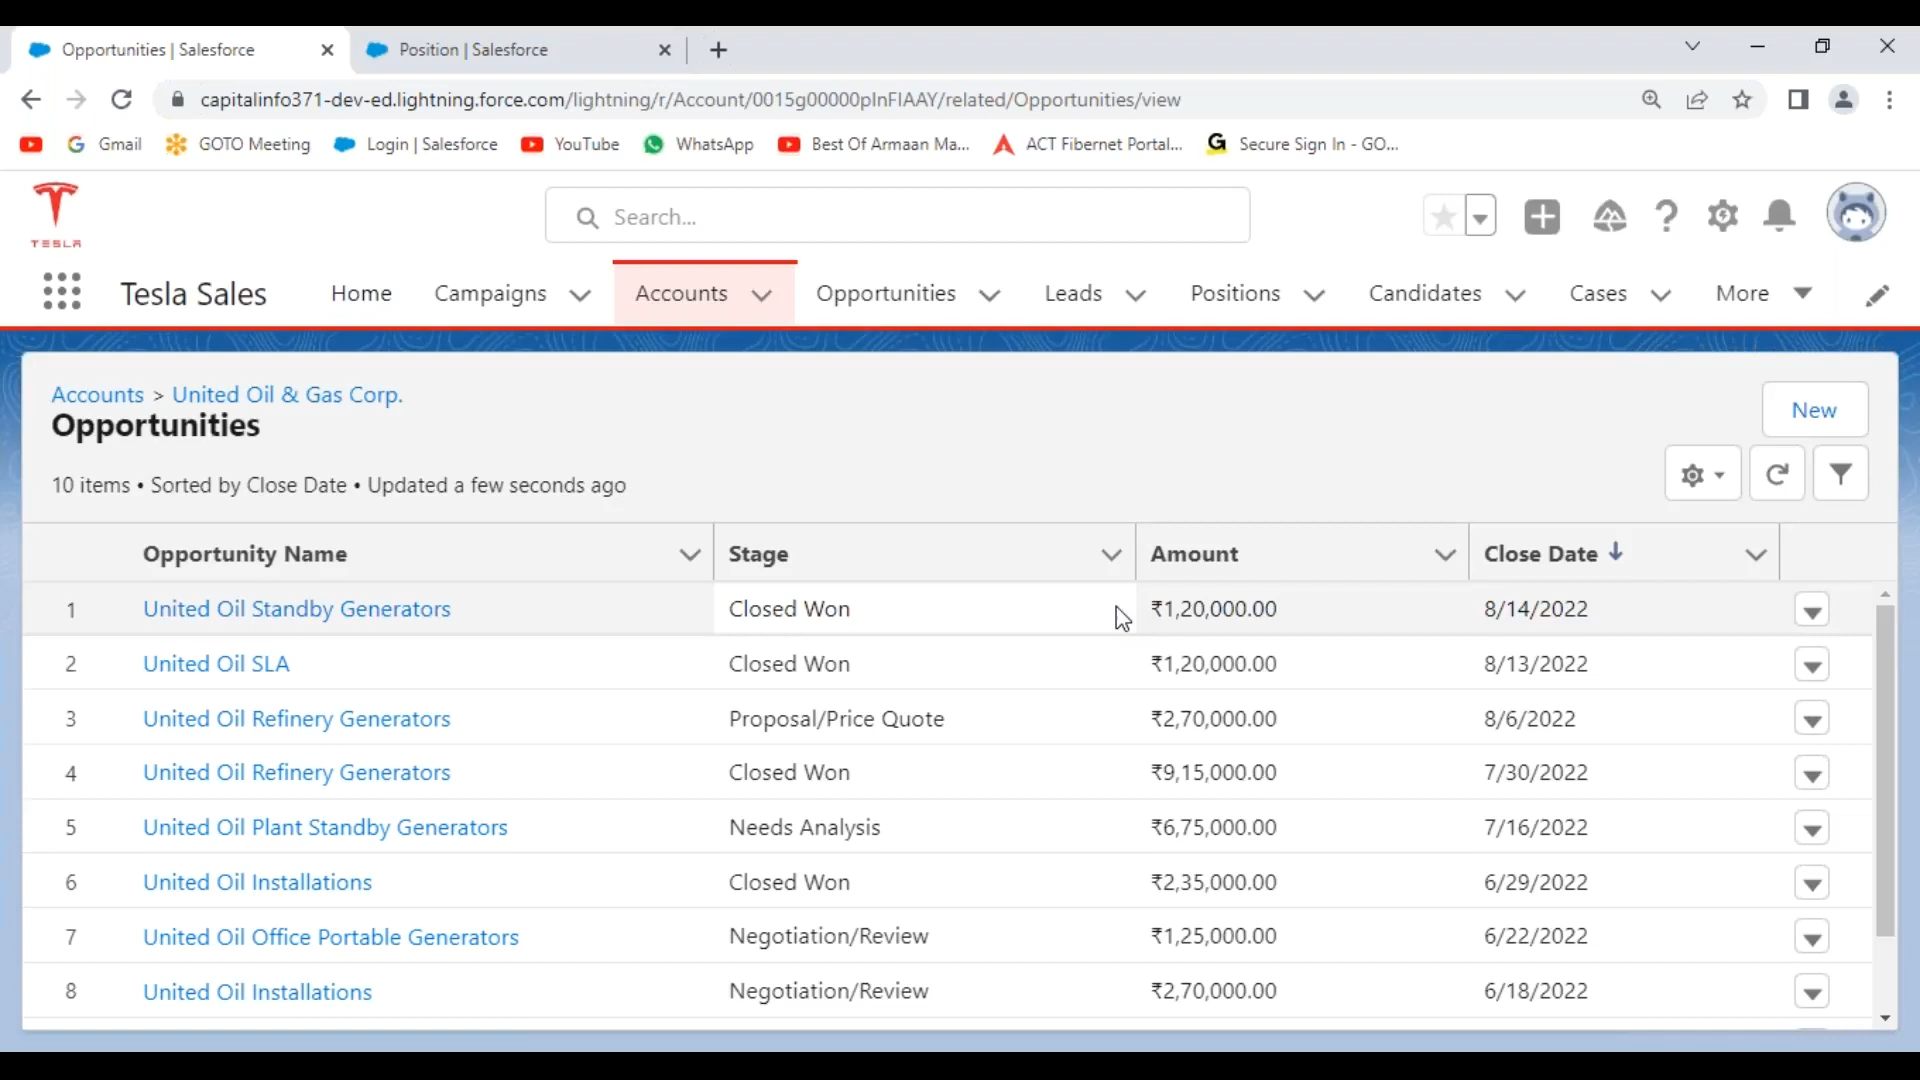 Opportunities | Salesforce
Position | Salesforce
capitalinfo371-dev-ed.lightning.force.com/lightning/r/Account/0015g00000pInFIAAY/related/Opportunities/view
Gmail GOTO Meeting Login | Salesforce YouTube WhatsApp Best Of Armaan Ma... ACT Fibernet Portal... Secure Sign In - GO...
TESLA
Search...
Tesla Sales Home Campaigns Accounts Opportunities Leads Positions Candidates Cases More
Accounts > United Oil & Gas Corp.
Opportunities
New
10 items • Sorted by Close Date • Updated a few seconds ago
Opportunity Name Stage Amount Close Date
1 United Oil Standby Generators Closed Won ₹1,20,000.00 8/14/2022
2 United Oil SLA Closed Won ₹1,20,000.00 8/13/2022
3 United Oil Refinery Generators Proposal/Price Quote ₹2,70,000.00 8/6/2022
4 United Oil Refinery Generators Closed Won ₹9,15,000.00 7/30/2022
5 United Oil Plant Standby Generators Needs Analysis ₹6,75,000.00 7/16/2022
6 United Oil Installations Closed Won ₹2,35,000.00 6/29/2022
7 United Oil Office Portable Generators Negotiation/Review ₹1,25,000.00 6/22/2022
8 United Oil Installations Negotiation/Review ₹2,70,000.00 6/18/2022